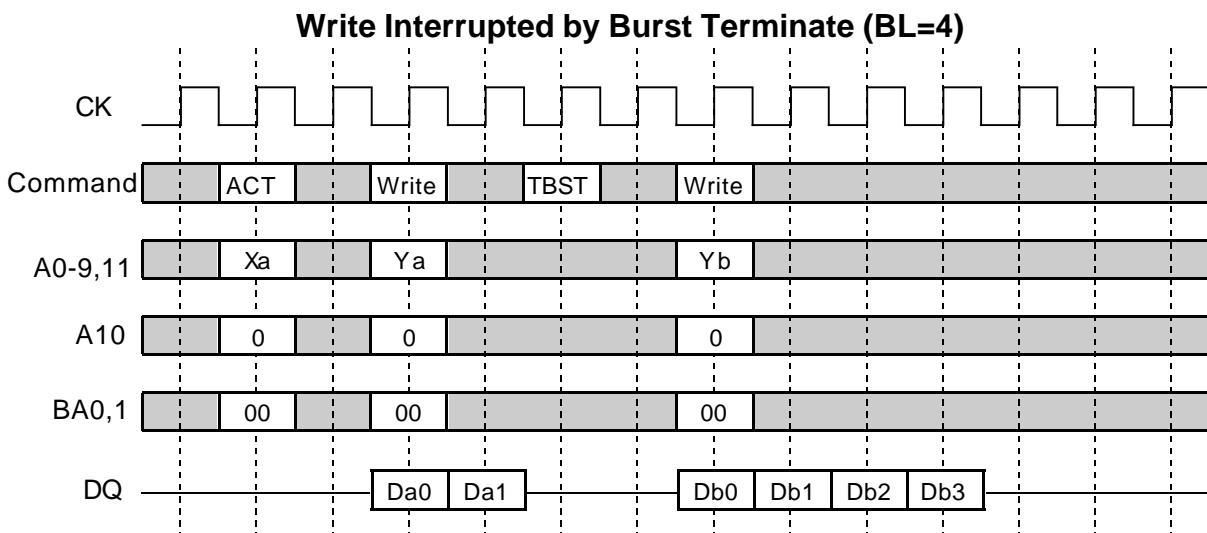 Write Interrupted by Burst Terminate (BL=4)
CK
Command ACT Write TBST Write
A0-9,11 Xa Ya Yb
A10 0 0 0
BA0,1 00 00 00
DQ Da0 Da1 Db0 Db1 Db2 Db3